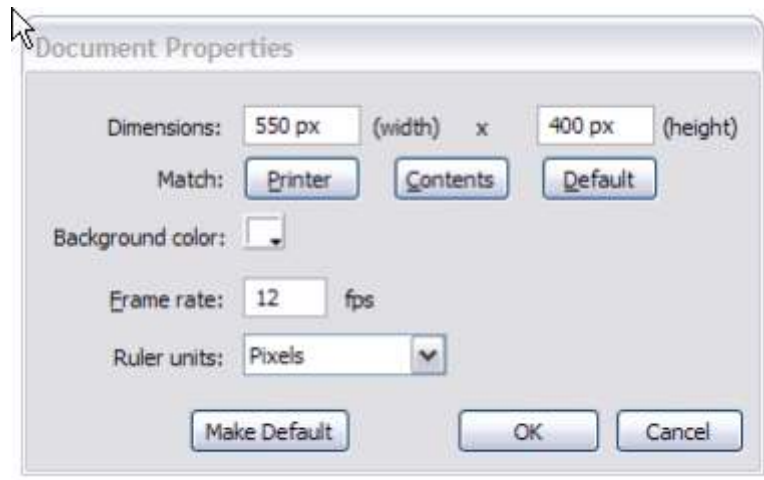 Document Properties
Dimensions: 550 px (width) x 400 px (height)
Match: Printer Contents Default
Background color:
Frame rate: 12 fps
Ruler units: Pixels
Make Default OK Cancel